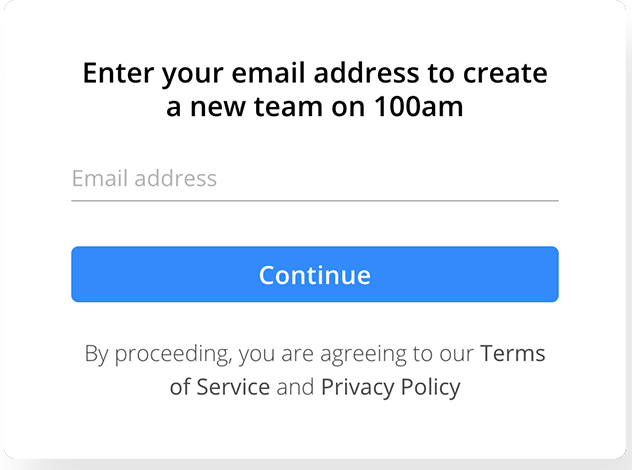 Enter your email address to create
a new team on 100am
Email address
Continue
By proceeding, you are agreeing to our Terms
of Service and Privacy Policy